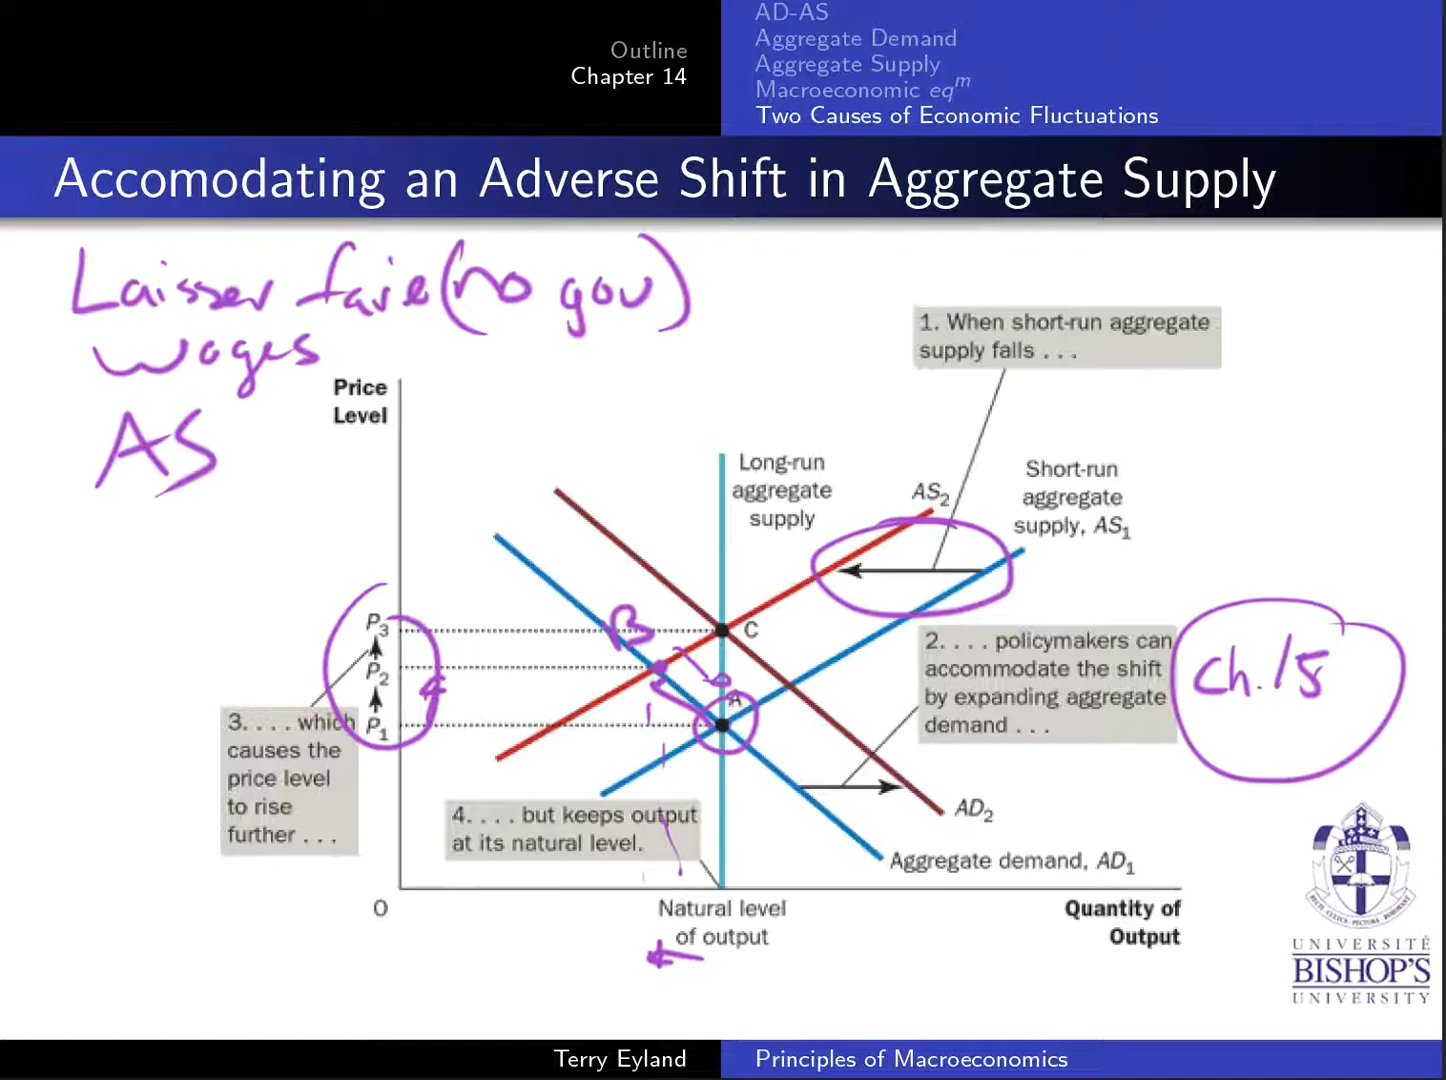 Outline
Chapter 14
AD-AS
Aggregate Demand
Aggregate Supply
Macroeconomic eqᵐ
Two Causes of Economic Fluctuations
Accomodating an Adverse Shift in Aggregate Supply
Laisser faire (no gov)
wages
AS
1. When short-run aggregate
supply falls . . .
Price
Level
Long-run
aggregate
supply
AS₂
Short-run
aggregate
supply, AS₁
P₃
P₂
P₁
B
C
A
2. . . . policymakers can
accommodate the shift
by expanding aggregate
demand . . .
Ch. 15
3. . . . which
causes the
price level
to rise
further . . .
4. . . . but keeps output
at its natural level.
AD₂
Aggregate demand, AD₁
O
Natural level
of output
Quantity of
Output
UNIVERSITÉ
BISHOP'S
UNIVERSITY
Terry Eyland
Principles of Macroeconomics